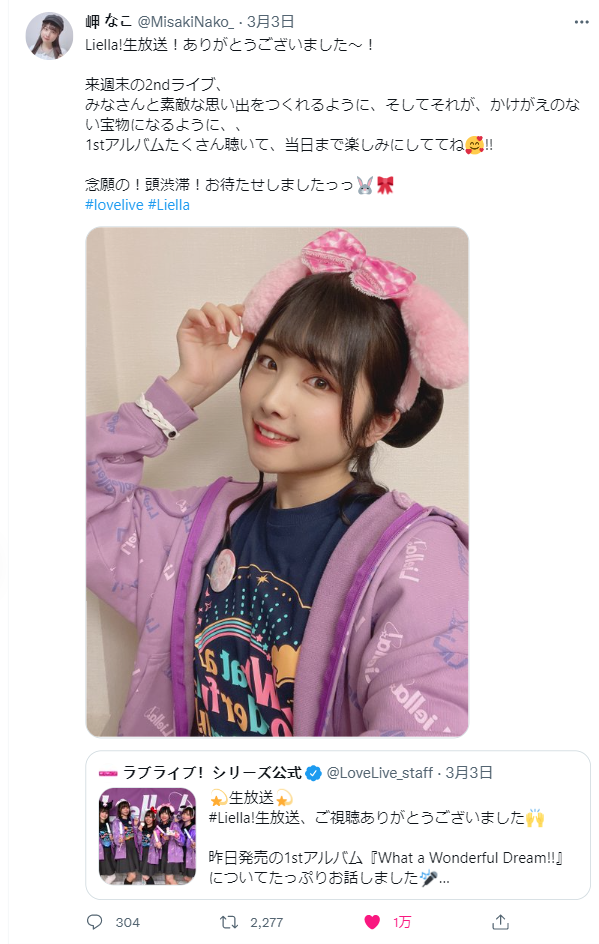 岬 なこ @MisakiNako_ · 3月3日
Liella!生放送！ありがとうございました〜！
来週末の2ndライブ、
みなさんと素敵な思い出をつくれるように、そしてそれが、かけがえのな
い宝物になるように、、
1stアルバムたくさん聴いて、当日まで楽しみにしててね🥰!!
念願の！頭渋滞！お待たせしましたっっ🐰🎀
#lovelive #Liella
What a
Liella!
Liella!
ラブライブ！シリーズ公式 @LoveLive_staff · 3月3日
💫生放送💫
#Liella!生放送、ご視聴ありがとうございました🙌
昨日発売の1stアルバム『What a Wonderful Dream!!』
についてたっぷりお話しました🎤...
304 2,277 1万